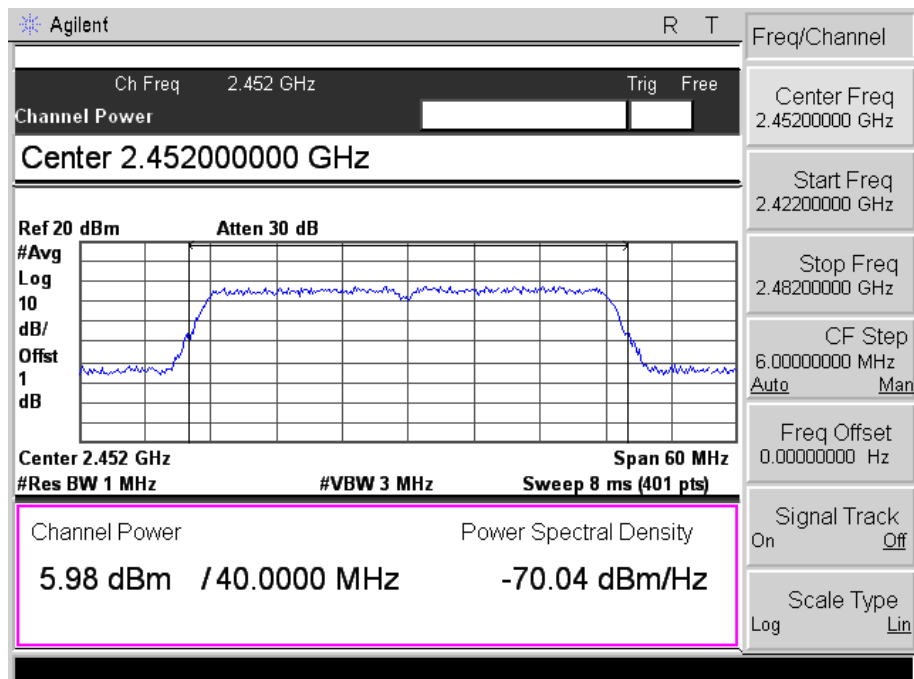 Agilent R T
Ch Freq 2.452 GHz Trig Free
Channel Power
Center 2.452000000 GHz
Ref 20 dBm Atten 30 dB
#Avg
Log
10
dB/
Offst
1
dB
Center 2.452 GHz Span 60 MHz
#Res BW 1 MHz #VBW 3 MHz Sweep 8 ms (401 pts)
Channel Power Power Spectral Density
5.98 dBm / 40.0000 MHz -70.04 dBm/Hz
Freq/Channel
Center Freq
2.45200000 GHz
Start Freq
2.42200000 GHz
Stop Freq
2.48200000 GHz
CF Step
6.00000000 MHz
Auto Man
Freq Offset
0.00000000 Hz
Signal Track
On Off
Scale Type
Log Lin